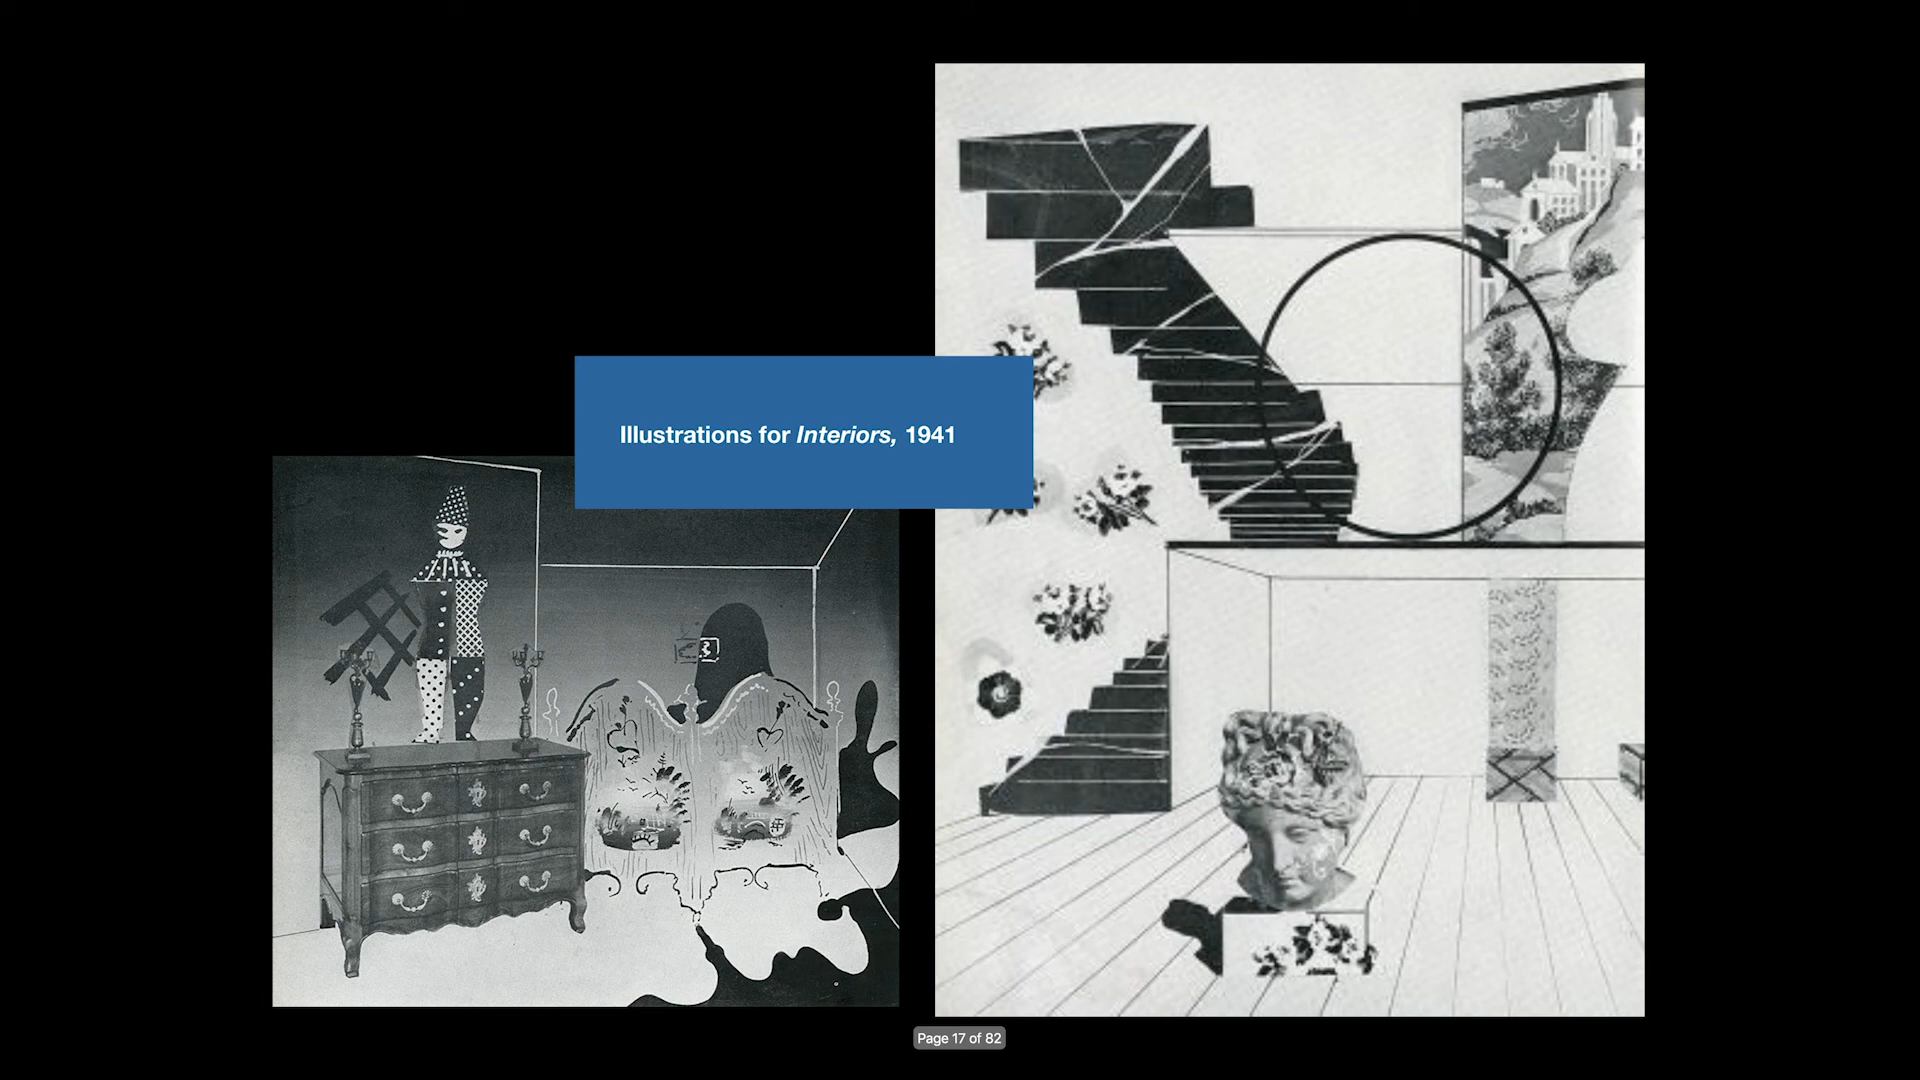 Illustrations for Interiors, 1941
Page 17 of 82